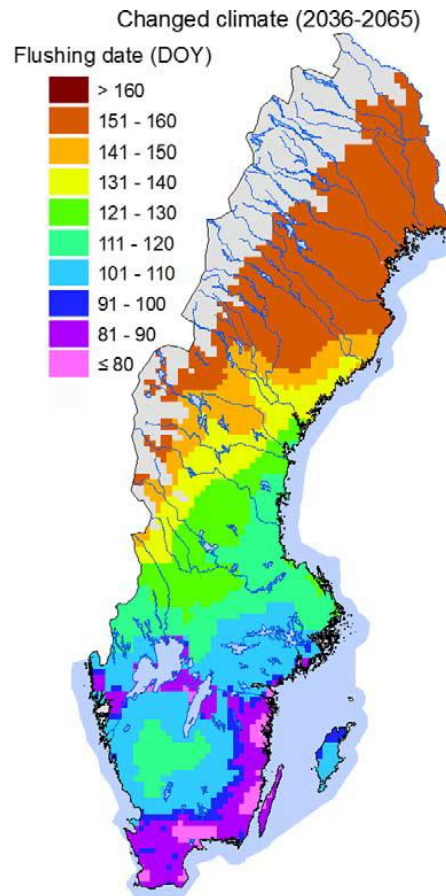 Changed climate (2036-2065)
Flushing date (DOY)
> 160
151 - 160
141 - 150
131 - 140
121 - 130
111 - 120
101 - 110
91 - 100
81 - 90
≤ 80